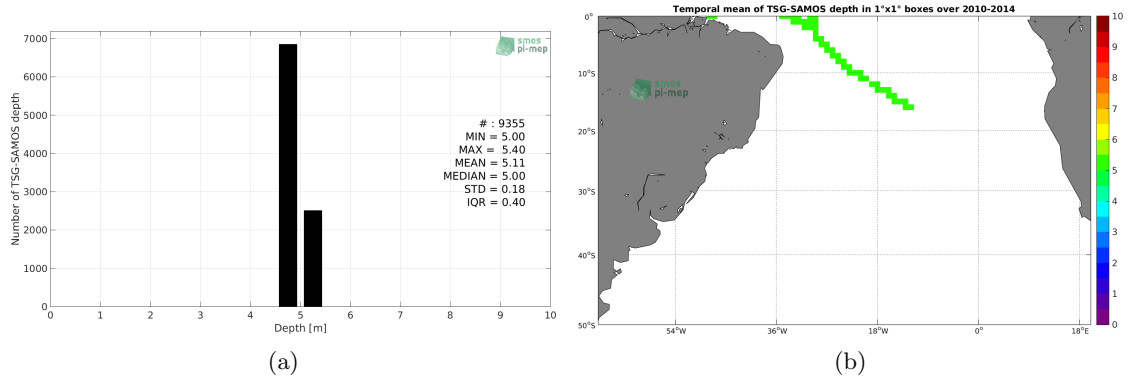 Number of TSG-SAMOS depth
7000
6000
5000
4000
3000
2000
1000
0
0 1 2 3 4 5 6 7 8 9 10
Depth [m]
smos
pi-mep
# : 9355
MIN = 5.00
MAX = 5.40
MEAN = 5.11
MEDIAN = 5.00
STD = 0.18
IQR = 0.40
(a)
Temporal mean of TSG-SAMOS depth in 1°x1° boxes over 2010-2014
0°
10°S
20°S
30°S
40°S
50°S
54°W 36°W 18°W 0° 18°E
smos
pi-mep
10
9
8
7
6
5
4
3
2
1
0
(b)